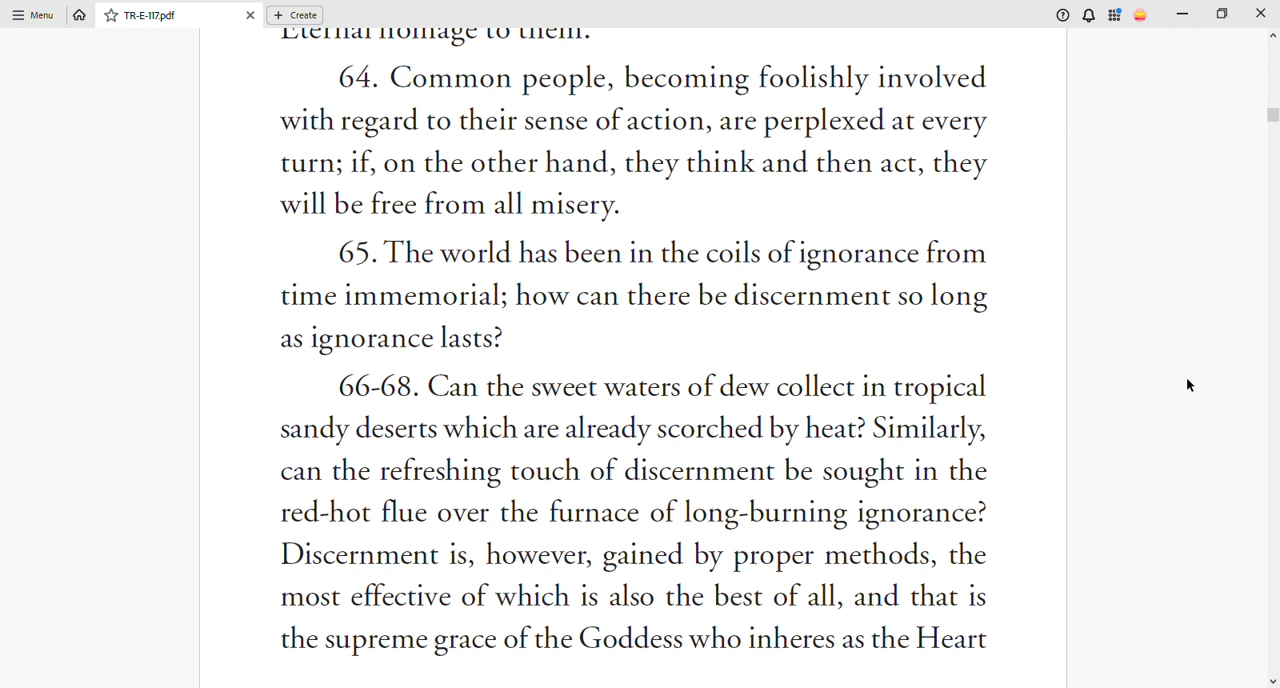 Menu
TR-E-117.pdf
Create
Eternal homage to them.
64. Common people, becoming foolishly involved
with regard to their sense of action, are perplexed at every
turn; if, on the other hand, they think and then act, they
will be free from all misery.
65. The world has been in the coils of ignorance from
time immemorial; how can there be discernment so long
as ignorance lasts?
66-68. Can the sweet waters of dew collect in tropical
sandy deserts which are already scorched by heat? Similarly,
can the refreshing touch of discernment be sought in the
red-hot flue over the furnace of long-burning ignorance?
Discernment is, however, gained by proper methods, the
most effective of which is also the best of all, and that is
the supreme grace of the Goddess who inheres as the Heart